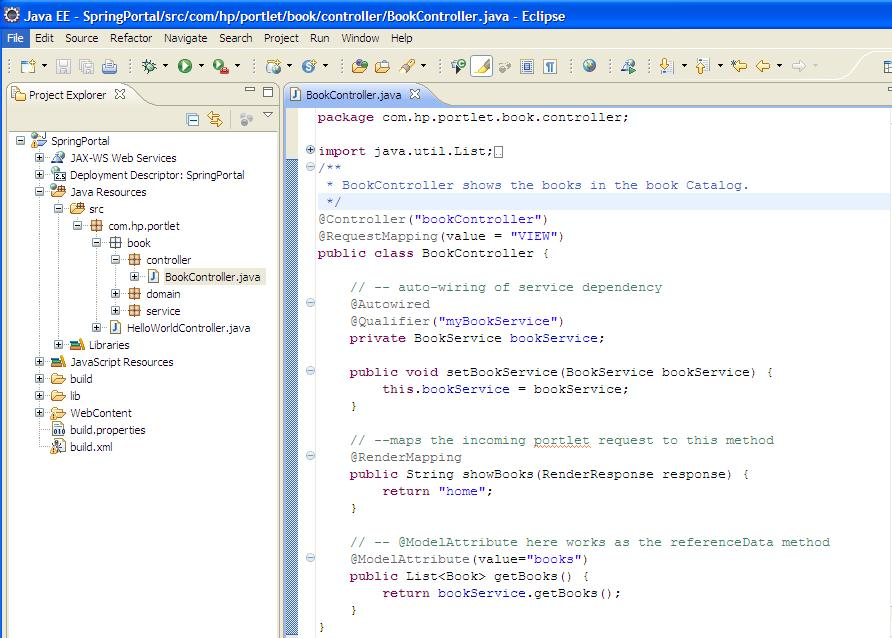 Java EE - SpringPortal/src/com/hp/portlet/book/controller/BookController.java - Eclipse
File Edit Source Refactor Navigate Search Project Run Window Help
Project Explorer
BookController.java
SpringPortal
JAX-WS Web Services
Deployment Descriptor: SpringPortal
Java Resources
src
com.hp.portlet
book
controller
BookController.java
domain
service
HelloWorldController.java
Libraries
JavaScript Resources
build
lib
WebContent
build.properties
build.xml
package com.hp.portlet.book.controller;
import java.util.List;
/**
 * BookController shows the books in the book Catalog.
 */
@Controller("bookController")
@RequestMapping(value = "VIEW")
public class BookController {
    // -- auto-wiring of service dependency
    @Autowired
    @Qualifier("myBookService")
    private BookService bookService;
    public void setBookService(BookService bookService) {
        this.bookService = bookService;
    }
    // --maps the incoming portlet request to this method
    @RenderMapping
    public String showBooks(RenderResponse response) {
        return "home";
    }
    // -- @ModelAttribute here works as the referenceData method
    @ModelAttribute(value="books")
    public List<Book> getBooks() {
        return bookService.getBooks();
    }
}